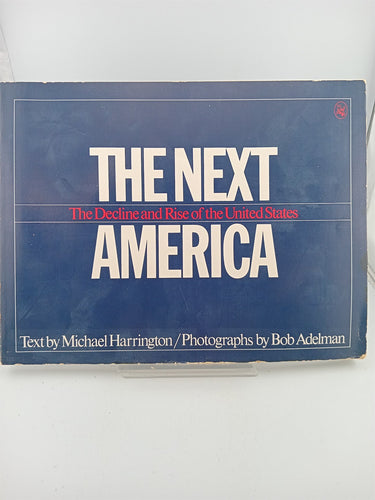 THE NEXT
The Decline and Rise of the United States
AMERICA
Text by Michael Harrington/Photographs by Bob Adelman